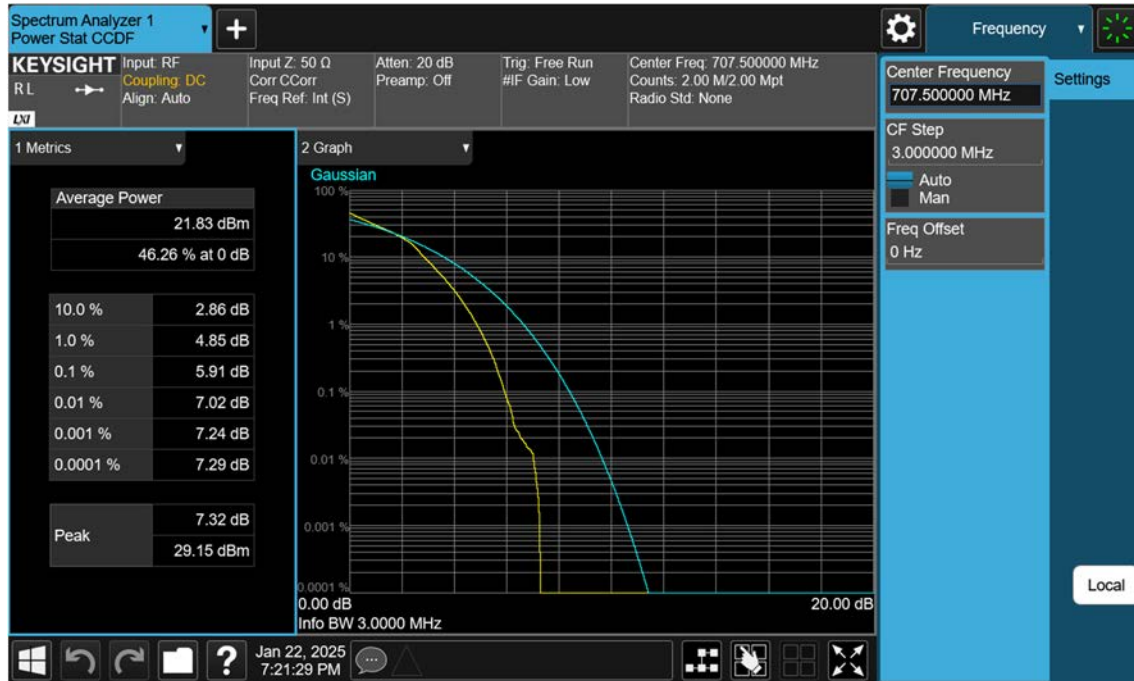 Spectrum Analyzer 1
Power Stat CCDF
+
Frequency
KEYSIGHT
RL
LXI
Input: RF
Coupling: DC
Align: Auto
Input Z: 50 Ω
Corr CCorr
Freq Ref: Int (S)
Atten: 20 dB
Preamp: Off
Trig: Free Run
#IF Gain: Low
Center Freq: 707.500000 MHz
Counts: 2.00 M/2.00 Mpt
Radio Std: None
Center Frequency
707.500000 MHz
Settings
CF Step
3.000000 MHz
Auto
Man
Freq Offset
0 Hz
Local
1 Metrics
Average Power
21.83 dBm
46.26 % at 0 dB
10.0 % 2.86 dB
1.0 % 4.85 dB
0.1 % 5.91 dB
0.01 % 7.02 dB
0.001 % 7.24 dB
0.0001 % 7.29 dB
Peak
7.32 dB
29.15 dBm
2 Graph
Gaussian
100 %
10 %
1 %
0.1 %
0.01 %
0.001 %
0.0001 %
0.00 dB 20.00 dB
Info BW 3.0000 MHz
?
Jan 22, 2025
7:21:29 PM